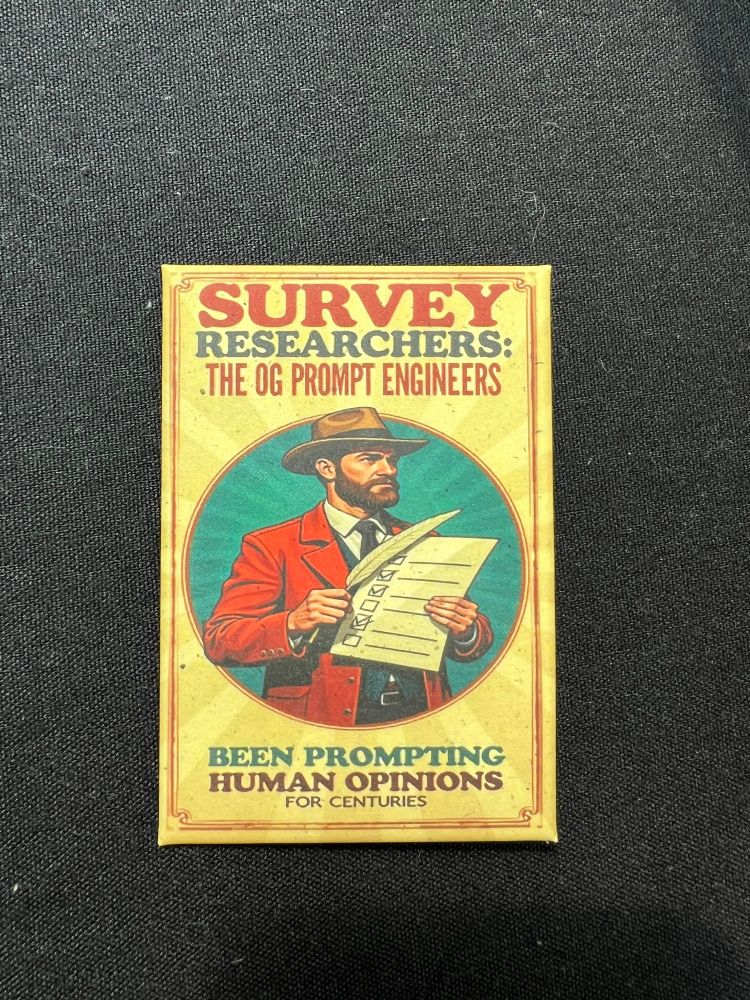 SURVEY
RESEARCHERS:
THE OG PROMPT ENGINEERS
BEEN PROMPTING
HUMAN OPINIONS
FOR CENTURIES